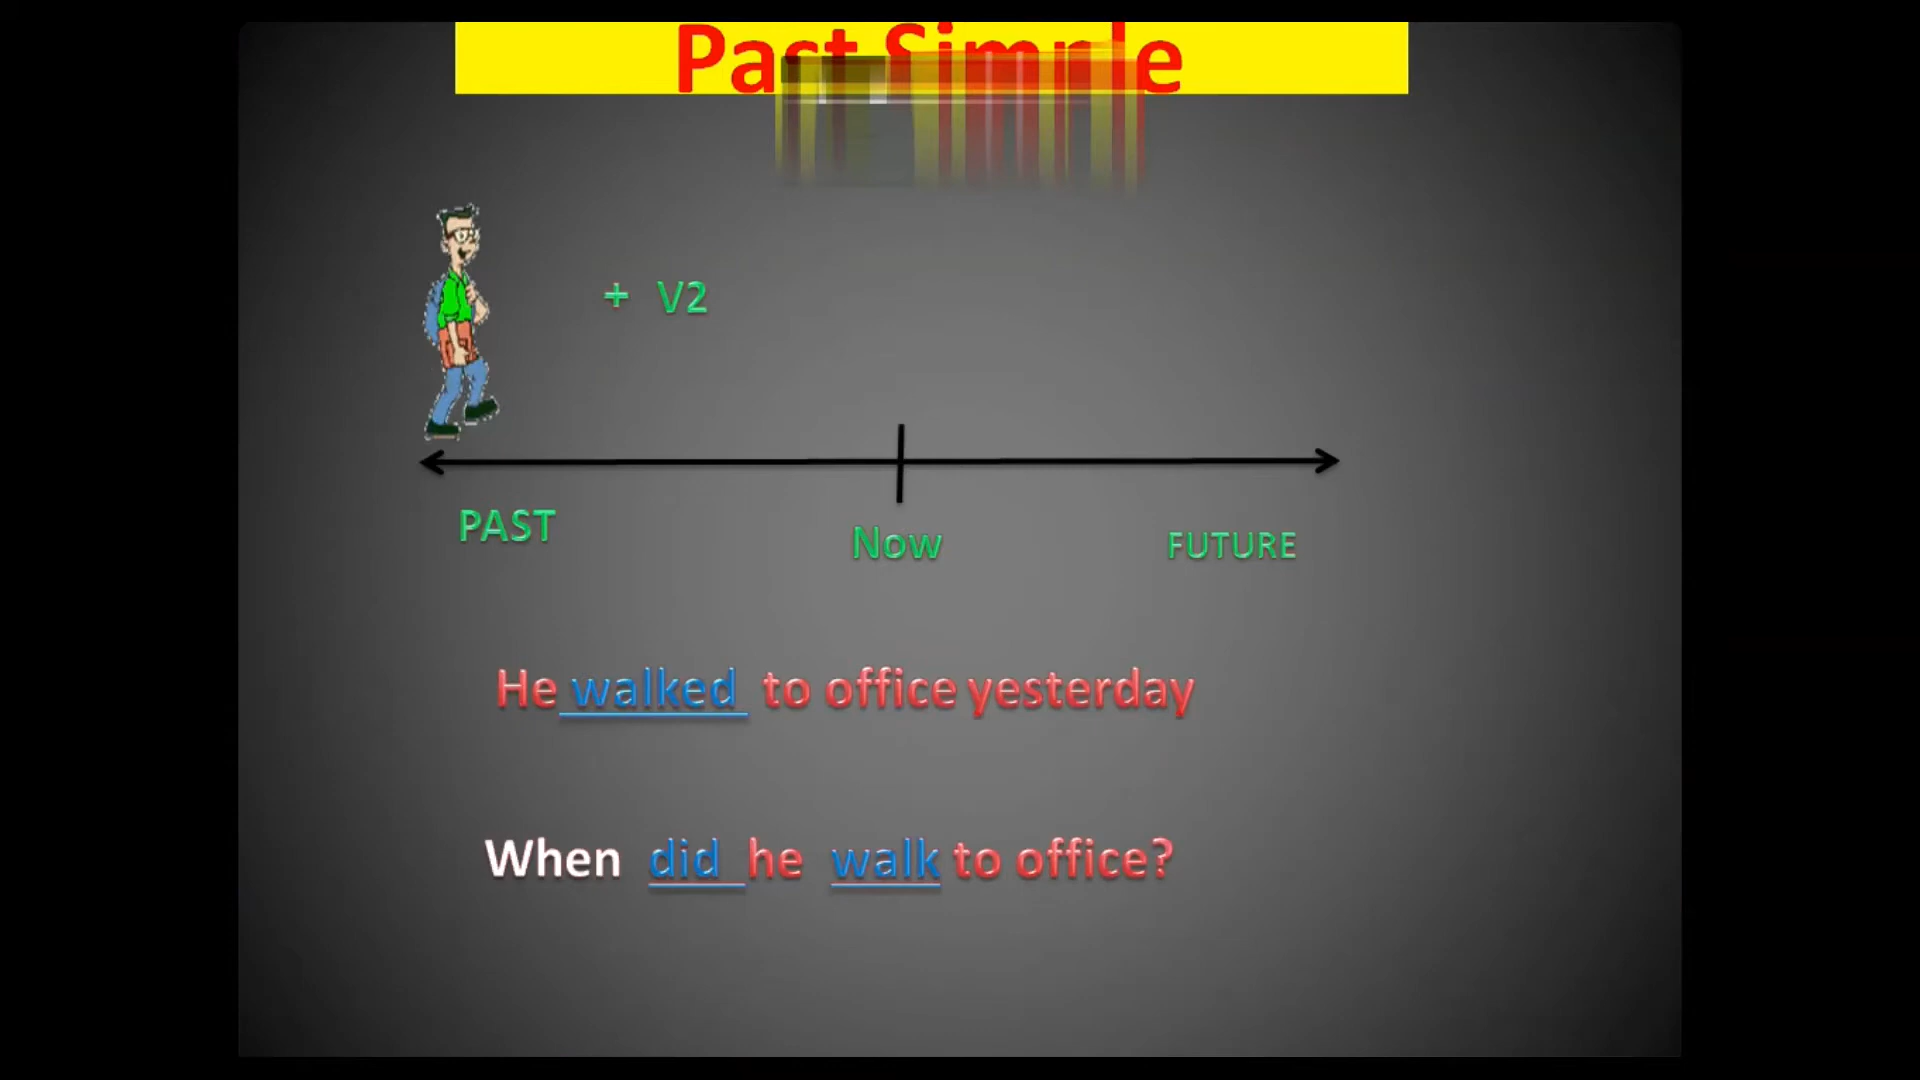 Past Simple
+ V2
PAST
Now
FUTURE
He walked to office yesterday
When did he walk to office?